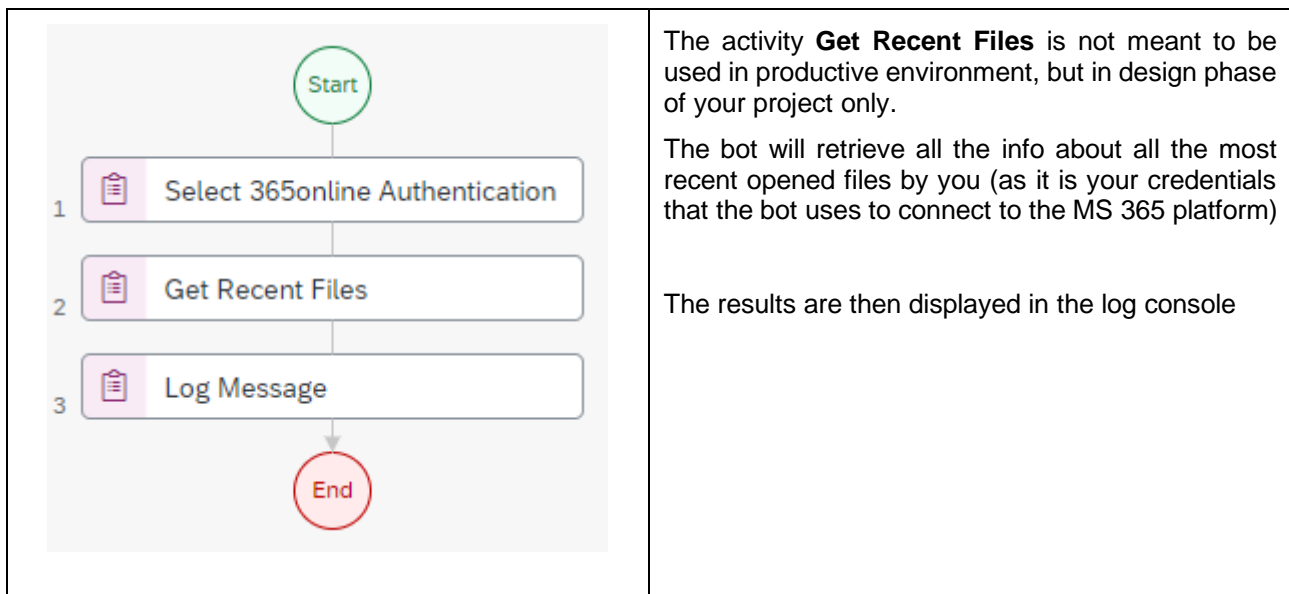 Start
1
Select 365online Authentication
2
Get Recent Files
3
Log Message
End
The activity Get Recent Files is not meant to be
used in productive environment, but in design phase
of your project only.
The bot will retrieve all the info about all the most
recent opened files by you (as it is your credentials
that the bot uses to connect to the MS 365 platform)
The results are then displayed in the log console